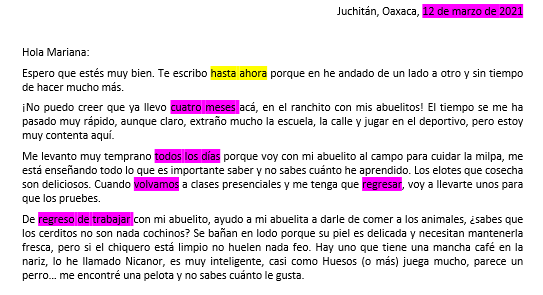 Juchitán, Oaxaca, 12 de marzo de 2021
Hola Mariana:
Espero que estés muy bien. Te escribo hasta ahora porque en he andado de un lado a otro y sin tiempo
de hacer mucho más.
¡No puedo creer que ya llevo cuatro meses acá, en el ranchito con mis abuelitos! El tiempo se me ha
pasado muy rápido, aunque claro, extraño mucho la escuela, la calle y jugar en el deportivo, pero estoy
muy contenta aquí.
Me levanto muy temprano todos los días porque voy con mi abuelito al campo para cuidar la milpa, me
está enseñando todo lo que es importante saber y no sabes cuánto he aprendido. Los elotes que cosecha
son deliciosos. Cuando volvamos a clases presenciales y me tenga que regresar, voy a llevarte unos para
que los pruebes.
De regreso de trabajar con mi abuelito, ayudo a mi abuelita a darle de comer a los animales, ¿sabes que
los cerditos no son nada cochinos? Se bañan en lodo porque su piel es delicada y necesitan mantenerla
fresca, pero si el chiquero está limpio no huelen nada feo. Hay uno que tiene una mancha café en la
nariz, lo he llamado Nicanor, es muy inteligente, casi como Huesos (o más) juega mucho, parece un
perro… me encontré una pelota y no sabes cuánto le gusta.